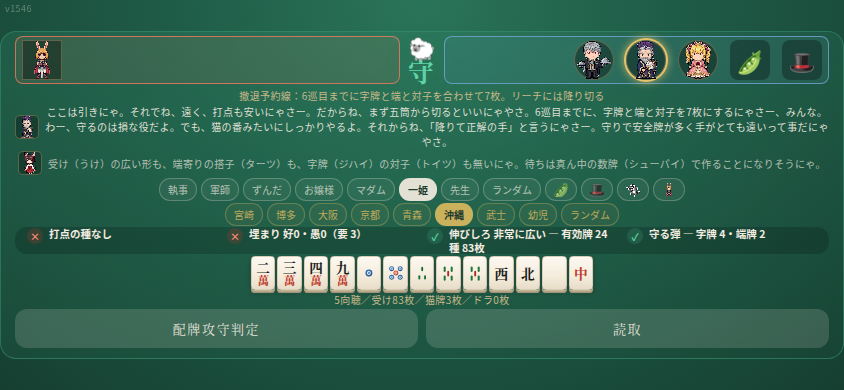 v1546
守
撤退予約線：6巡目までに字牌と端と対子を合わせて7枚。リーチには降り切る
ここは引きにゃ。それでね、遠く、打点も安いにゃさー。だからね、まず五筒から切るといいにゃやさ。6巡目までに、字牌と端と対子を7枚にするにゃさー、みんな。
わー、守るのは損な役だよ。でも、猫の番みたいにしっかりやるよ。それからね、「降りて正解の手」と言うにゃさー。守りで安全牌が多く手がとても遠いって事だにゃ
やさ。
受け（うけ）の広い形も、端寄りの搭子（ターツ）も、字牌（ジハイ）の対子（トイツ）も無いにゃ。待ちは真ん中の数牌（シューパイ）で作ることになりそうにゃ。
執事 軍師 ずんだ お嬢様 マダム 一姫 先生 ランダム
宮崎 博多 大阪 京都 青森 沖縄 武士 幼児 ランダム
✕ 打点の種なし ✕ 埋まり 好0・愚0（要 3） ✓ 伸びしろ 非常に広い ― 有効牌 24 ✓ 守る弾 ― 字牌 4・端牌 2
種 83枚
二萬 三萬 四萬 九萬 西 北 中
5向聴／受け83枚／猫牌3枚／ドラ0枚
配牌攻守判定 読取